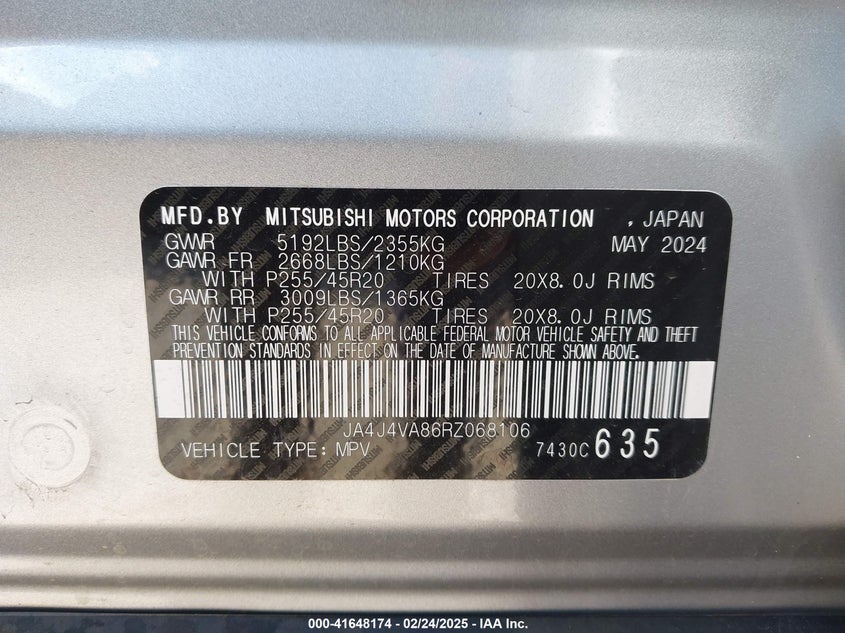 MFD.BY MITSUBISHI MOTORS CORPORATION , JAPAN
GVWR 5192LBS/2355KG MAY 2024
GAWR FR 2668LBS/1210KG
WITH P255/45R20 TIRES 20X8.0J RIMS
GAWR RR 3009LBS/1365KG
WITH P255/45R20 TIRES 20X8.0J RIMS
THIS VEHICLE CONFORMS TO ALL APPLICABLE FEDERAL MOTOR VEHICLE SAFETY AND THEFT
PREVENTION STANDARDS IN EFFECT ON THE DATE OF MANUFACTURE SHOWN ABOVE.
JA4J4VA86RZ068106
VEHICLE TYPE: MPV 7430C 635
000-41648174 - 02/24/2025 - IAA Inc.